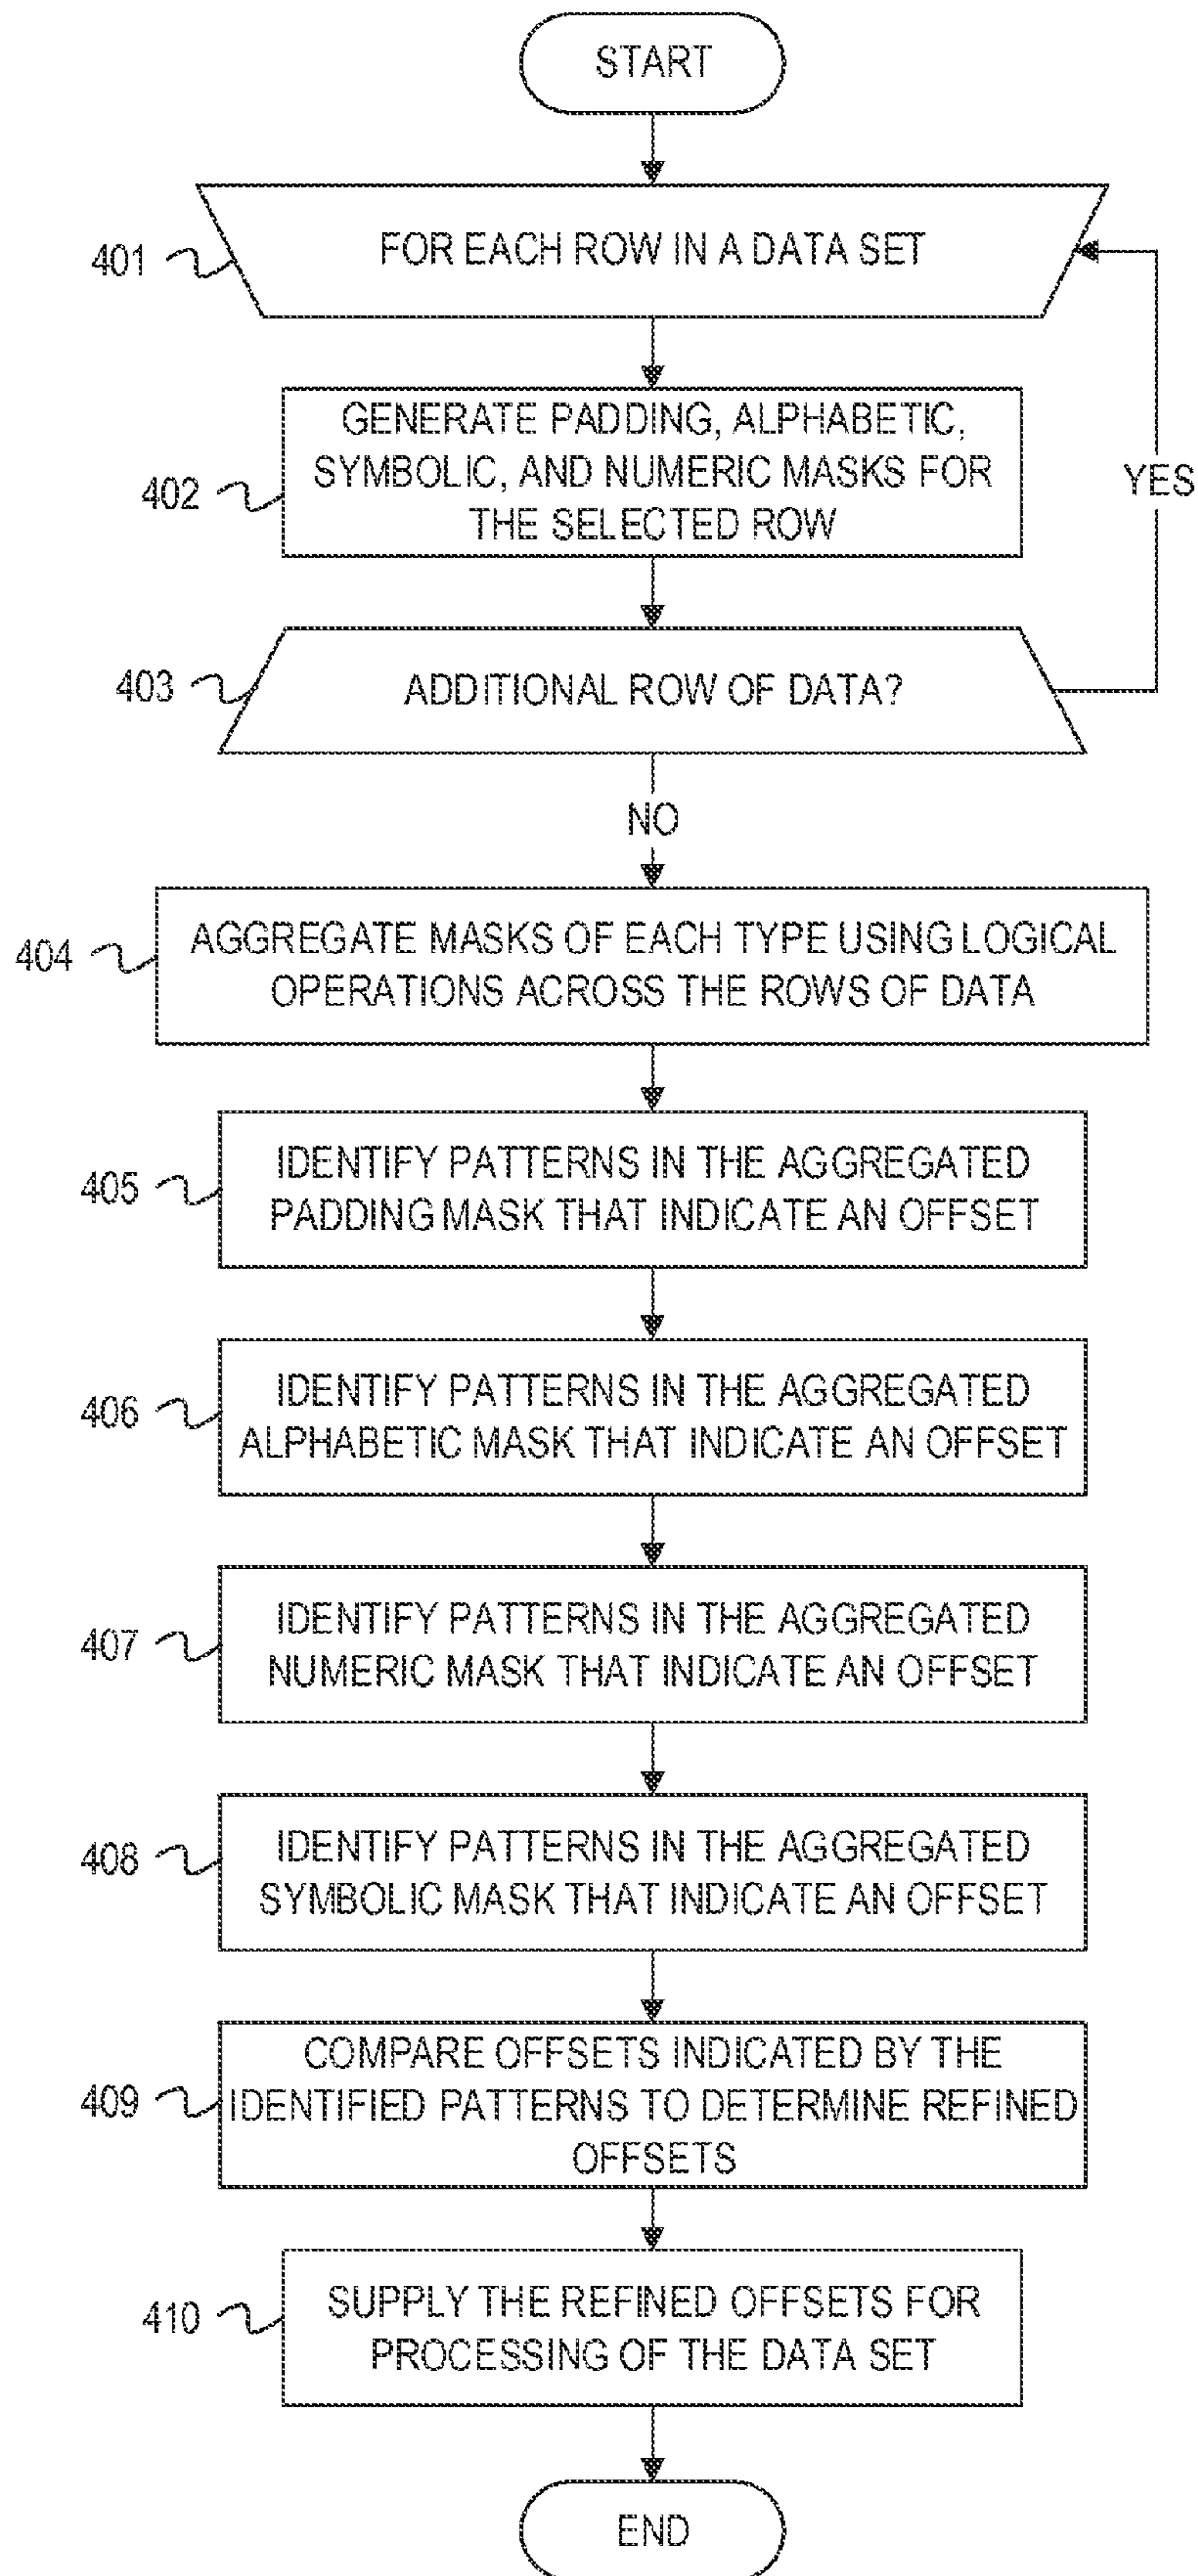 START
401
FOR EACH ROW IN A DATA SET
402
GENERATE PADDING, ALPHABETIC,
SYMBOLIC, AND NUMERIC MASKS FOR
THE SELECTED ROW
YES
403
ADDITIONAL ROW OF DATA?
NO
404
AGGREGATE MASKS OF EACH TYPE USING LOGICAL
OPERATIONS ACROSS THE ROWS OF DATA
405
IDENTIFY PATTERNS IN THE AGGREGATED
PADDING MASK THAT INDICATE AN OFFSET
406
IDENTIFY PATTERNS IN THE AGGREGATED
ALPHABETIC MASK THAT INDICATE AN OFFSET
407
IDENTIFY PATTERNS IN THE AGGREGATED
NUMERIC MASK THAT INDICATE AN OFFSET
408
IDENTIFY PATTERNS IN THE AGGREGATED
SYMBOLIC MASK THAT INDICATE AN OFFSET
409
COMPARE OFFSETS INDICATED BY THE
IDENTIFIED PATTERNS TO DETERMINE REFINED
OFFSETS
410
SUPPLY THE REFINED OFFSETS FOR
PROCESSING OF THE DATA SET
END